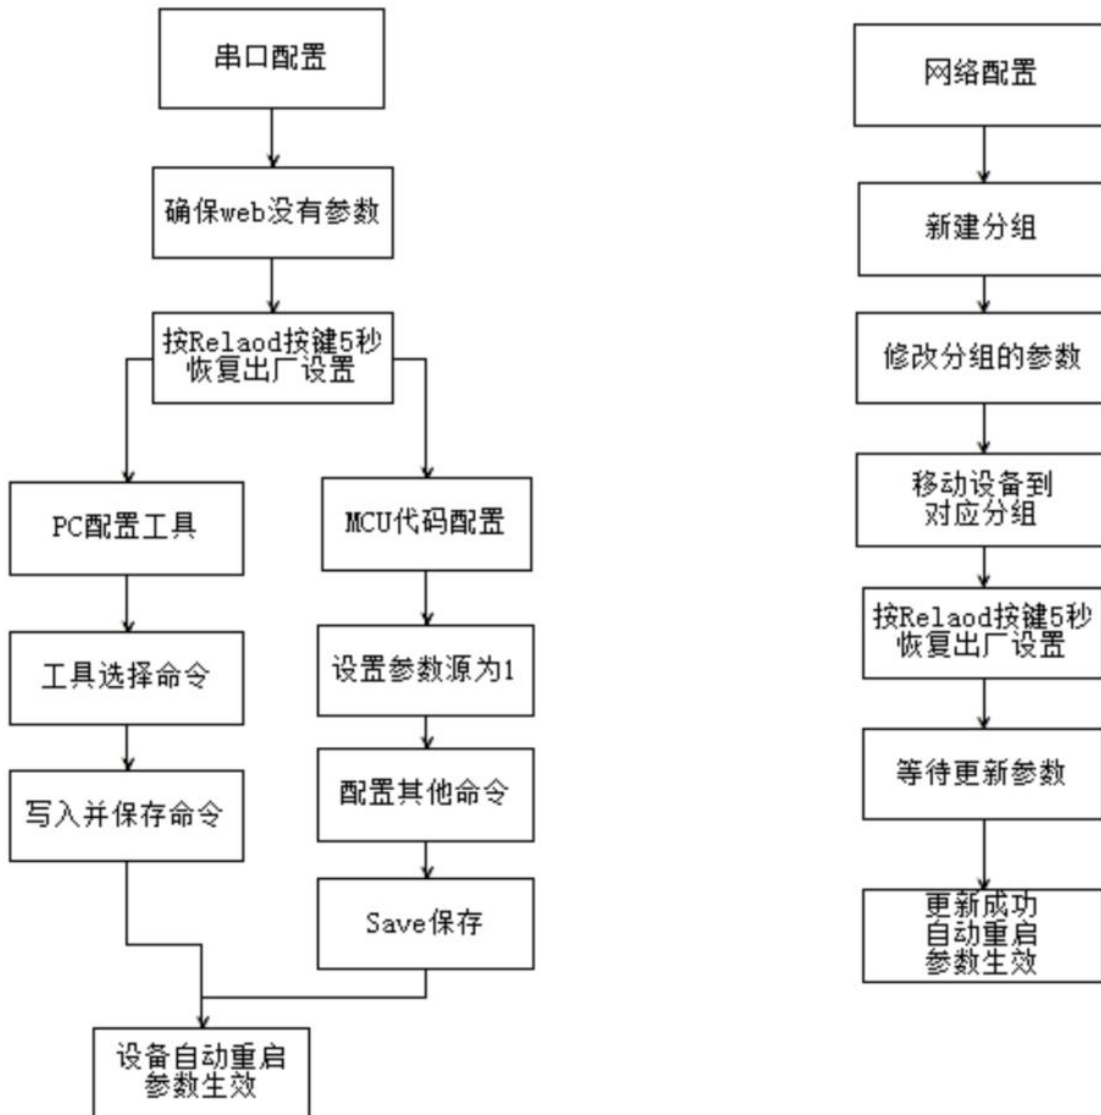 串口配置
确保web没有参数
按Relaod按键5秒
恢复出厂设置
PC配置工具
MCU代码配置
工具选择命令
设置参数源为1
写入并保存命令
配置其他命令
Save保存
设备自动重启
参数生效
网络配置
新建分组
修改分组的参数
移动设备到
对应分组
按Relaod按键5秒
恢复出厂设置
等待更新参数
更新成功
自动重启
参数生效